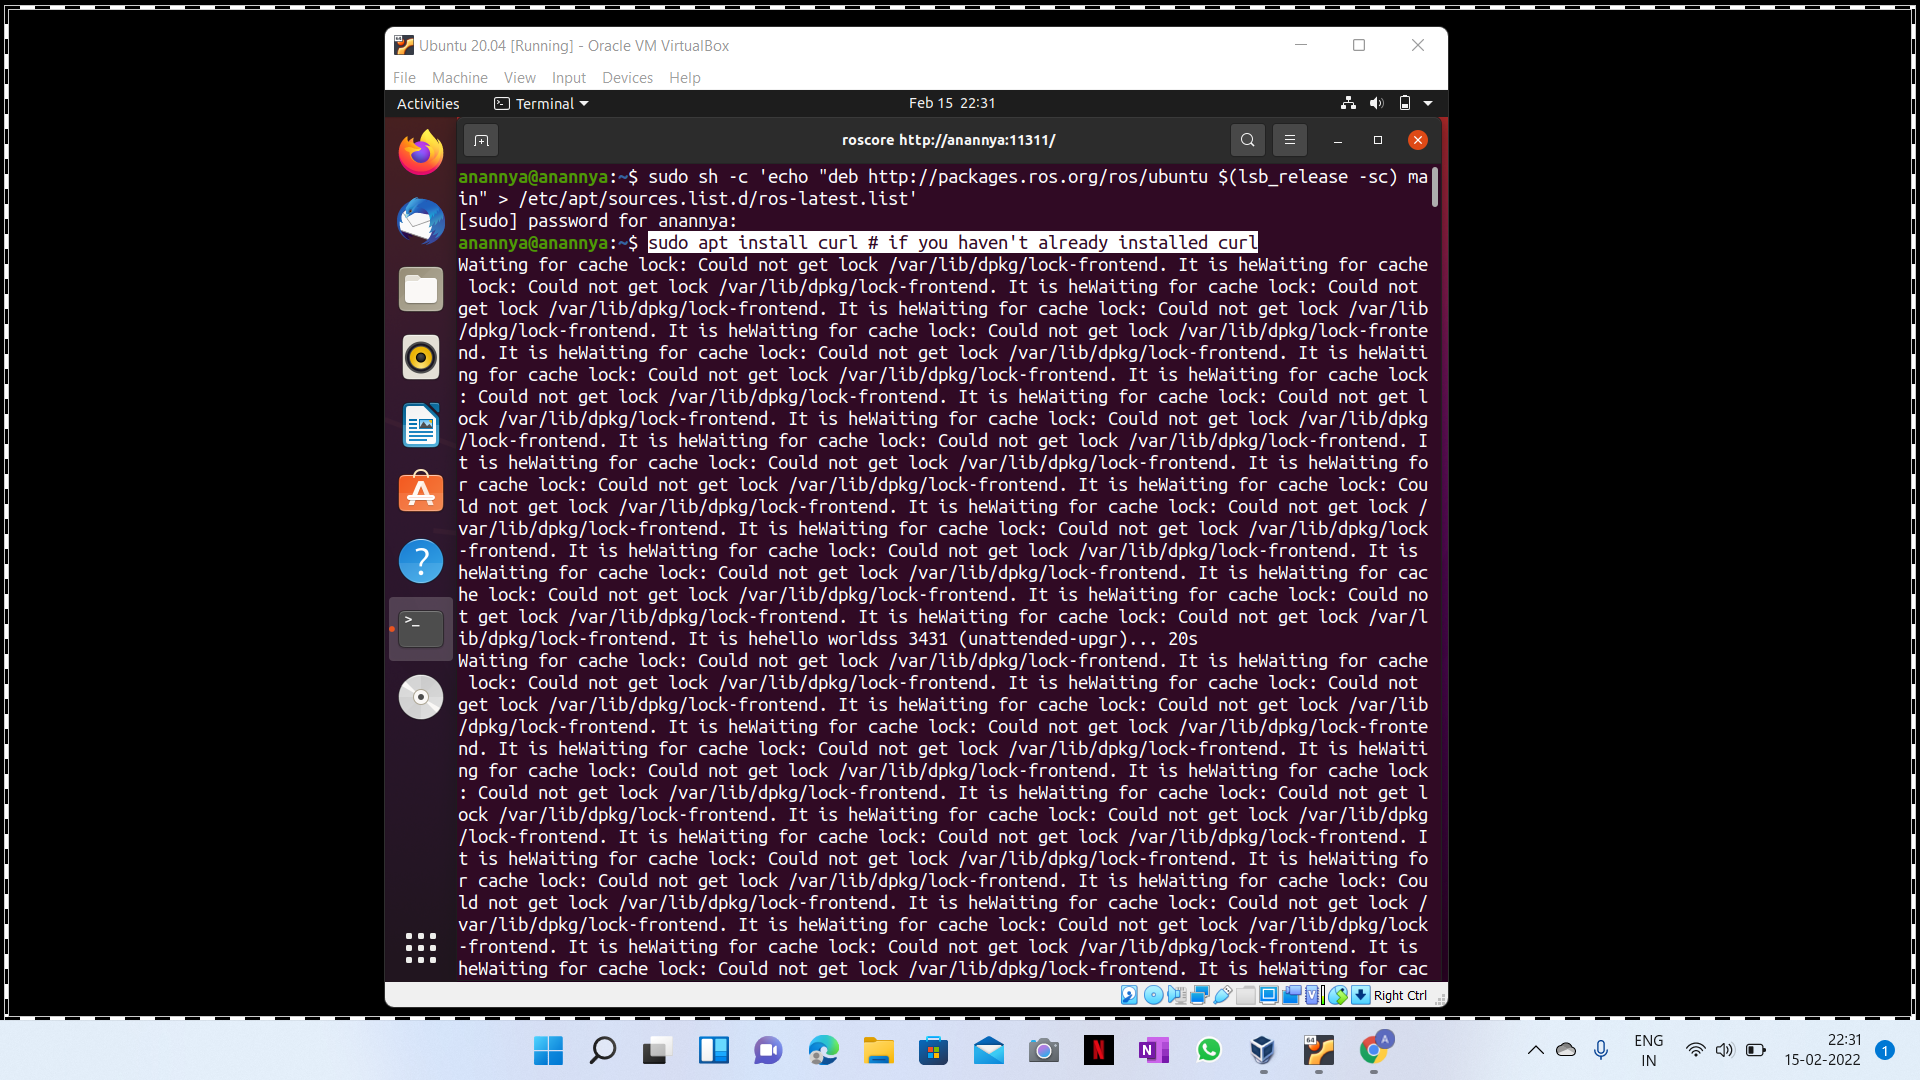 Ubuntu 20.04 [Running] - Oracle VM VirtualBox
File Machine View Input Devices Help
Activities Terminal Feb 15 22:31
roscore http://anannya:11311/
anannya@anannya:~$ sudo sh -c 'echo "deb http://packages.ros.org/ros/ubuntu $(lsb_release -sc) ma
in" > /etc/apt/sources.list.d/ros-latest.list'
[sudo] password for anannya:
anannya@anannya:~$ sudo apt install curl # if you haven't already installed curl
Waiting for cache lock: Could not get lock /var/lib/dpkg/lock-frontend. It is heWaiting for cache
 lock: Could not get lock /var/lib/dpkg/lock-frontend. It is heWaiting for cache lock: Could not
get lock /var/lib/dpkg/lock-frontend. It is heWaiting for cache lock: Could not get lock /var/lib
/dpkg/lock-frontend. It is heWaiting for cache lock: Could not get lock /var/lib/dpkg/lock-fronte
nd. It is heWaiting for cache lock: Could not get lock /var/lib/dpkg/lock-frontend. It is heWaiti
ng for cache lock: Could not get lock /var/lib/dpkg/lock-frontend. It is heWaiting for cache lock
: Could not get lock /var/lib/dpkg/lock-frontend. It is heWaiting for cache lock: Could not get l
ock /var/lib/dpkg/lock-frontend. It is heWaiting for cache lock: Could not get lock /var/lib/dpkg
/lock-frontend. It is heWaiting for cache lock: Could not get lock /var/lib/dpkg/lock-frontend. I
t is heWaiting for cache lock: Could not get lock /var/lib/dpkg/lock-frontend. It is heWaiting fo
r cache lock: Could not get lock /var/lib/dpkg/lock-frontend. It is heWaiting for cache lock: Cou
ld not get lock /var/lib/dpkg/lock-frontend. It is heWaiting for cache lock: Could not get lock /
var/lib/dpkg/lock-frontend. It is heWaiting for cache lock: Could not get lock /var/lib/dpkg/lock
-frontend. It is heWaiting for cache lock: Could not get lock /var/lib/dpkg/lock-frontend. It is
heWaiting for cache lock: Could not get lock /var/lib/dpkg/lock-frontend. It is heWaiting for cac
he lock: Could not get lock /var/lib/dpkg/lock-frontend. It is heWaiting for cache lock: Could no
t get lock /var/lib/dpkg/lock-frontend. It is heWaiting for cache lock: Could not get lock /var/l
ib/dpkg/lock-frontend. It is hehello worldss 3431 (unattended-upgr)... 20s
Waiting for cache lock: Could not get lock /var/lib/dpkg/lock-frontend. It is heWaiting for cache
 lock: Could not get lock /var/lib/dpkg/lock-frontend. It is heWaiting for cache lock: Could not
get lock /var/lib/dpkg/lock-frontend. It is heWaiting for cache lock: Could not get lock /var/lib
/dpkg/lock-frontend. It is heWaiting for cache lock: Could not get lock /var/lib/dpkg/lock-fronte
nd. It is heWaiting for cache lock: Could not get lock /var/lib/dpkg/lock-frontend. It is heWaiti
ng for cache lock: Could not get lock /var/lib/dpkg/lock-frontend. It is heWaiting for cache lock
: Could not get lock /var/lib/dpkg/lock-frontend. It is heWaiting for cache lock: Could not get l
ock /var/lib/dpkg/lock-frontend. It is heWaiting for cache lock: Could not get lock /var/lib/dpkg
/lock-frontend. It is heWaiting for cache lock: Could not get lock /var/lib/dpkg/lock-frontend. I
t is heWaiting for cache lock: Could not get lock /var/lib/dpkg/lock-frontend. It is heWaiting fo
r cache lock: Could not get lock /var/lib/dpkg/lock-frontend. It is heWaiting for cache lock: Cou
ld not get lock /var/lib/dpkg/lock-frontend. It is heWaiting for cache lock: Could not get lock /
var/lib/dpkg/lock-frontend. It is heWaiting for cache lock: Could not get lock /var/lib/dpkg/lock
-frontend. It is heWaiting for cache lock: Could not get lock /var/lib/dpkg/lock-frontend. It is
heWaiting for cache lock: Could not get lock /var/lib/dpkg/lock-frontend. It is heWaiting for cac
Right Ctrl
ENG
IN
22:31
15-02-2022
1